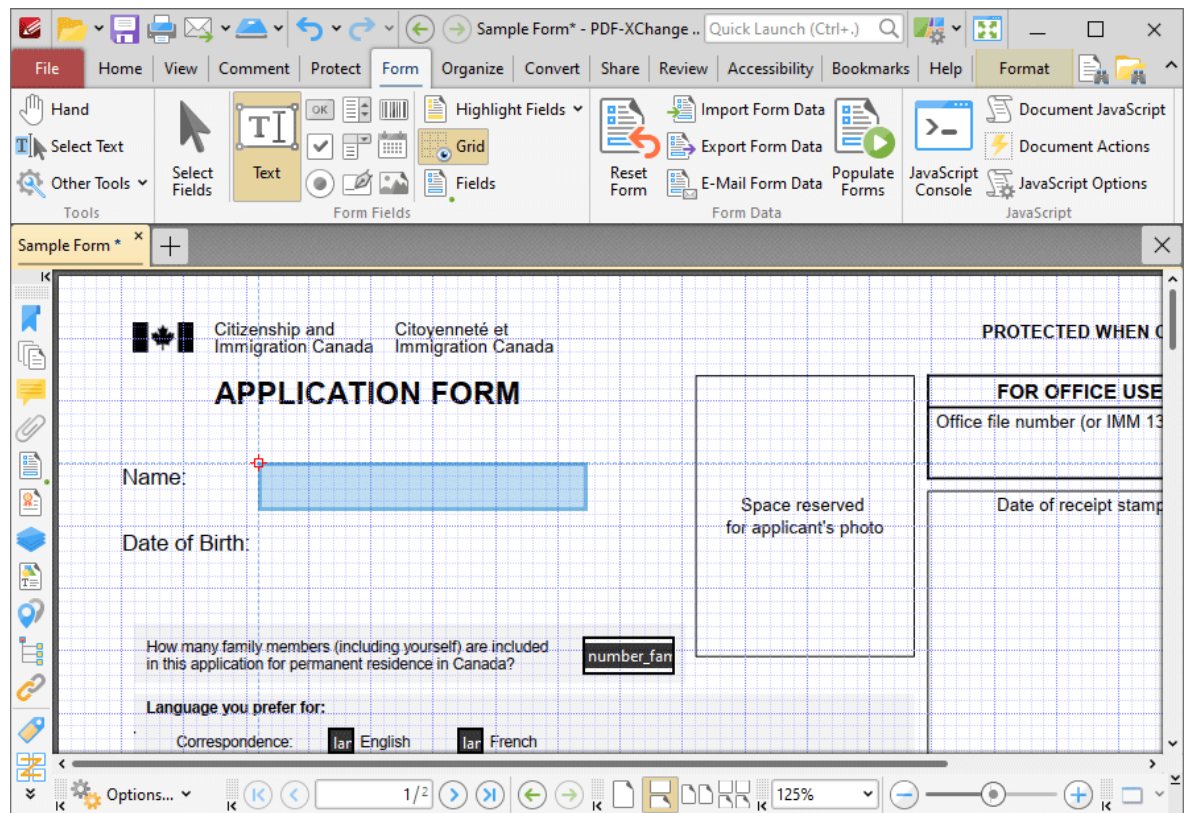 Sample Form* - PDF-XChange .. Quick Launch (Ctrl+.)
File Home View Comment Protect Form Organize Convert Share Review Accessibility Bookmarks Help Format
Hand
Select Text
Other Tools
Tools
Select Fields
Text
OK
Form Fields
Highlight Fields
Grid
Fields
Reset Form
Import Form Data
Export Form Data
E-Mail Form Data
Populate Forms
Form Data
JavaScript Console
Document JavaScript
Document Actions
JavaScript Options
JavaScript
Sample Form *
Citizenship and Immigration Canada
Citoyenneté et Immigration Canada
PROTECTED WHEN
APPLICATION FORM
FOR OFFICE USE
Office file number (or IMM 13
Name:
Space reserved
for applicant's photo
Date of receipt stamp
Date of Birth:
How many family members (including yourself) are included
in this application for permanent residence in Canada?
number_fam
Language you prefer for:
Correspondence: lar English lar French
Options... 1/2 125%